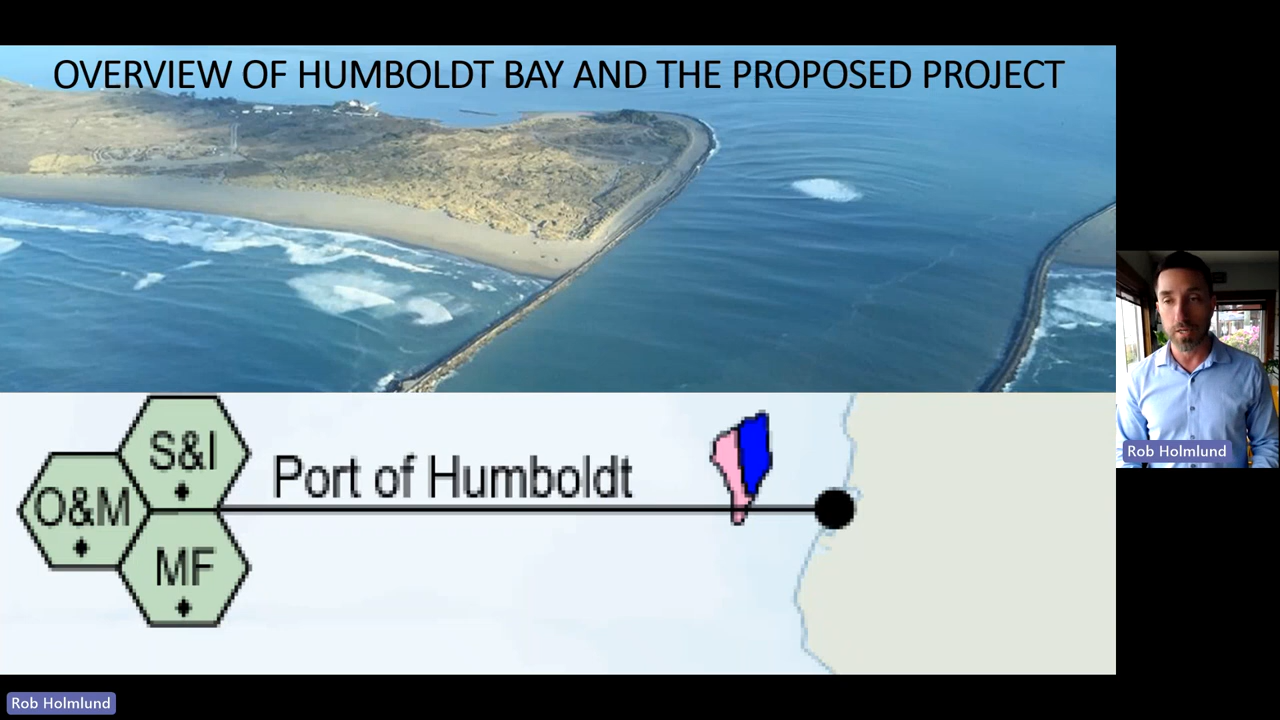 OVERVIEW OF HUMBOLDT BAY AND THE PROPOSED PROJECT
S&I
Port of Humboldt
O&M
MF
Rob Holmlund
Rob Holmlund